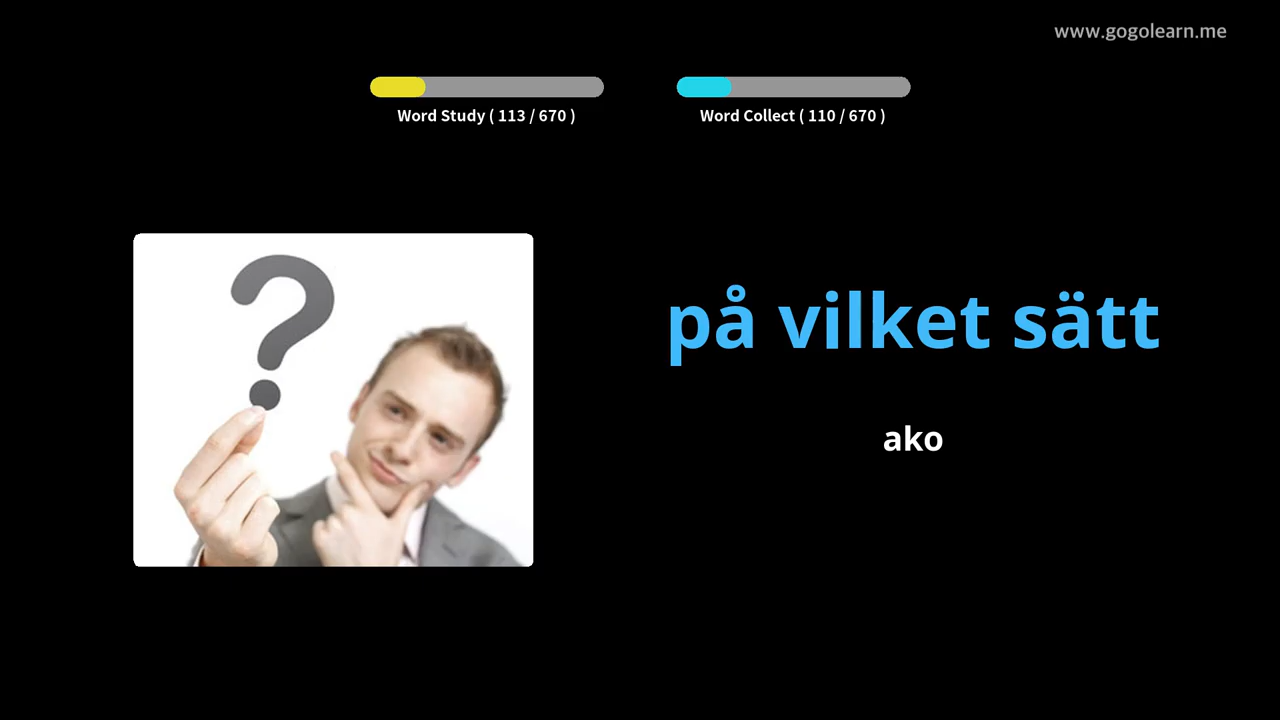 www.gogolearn.me
Word Study ( 113 / 670 )
Word Collect ( 110 / 670 )
på vilket sätt
ako